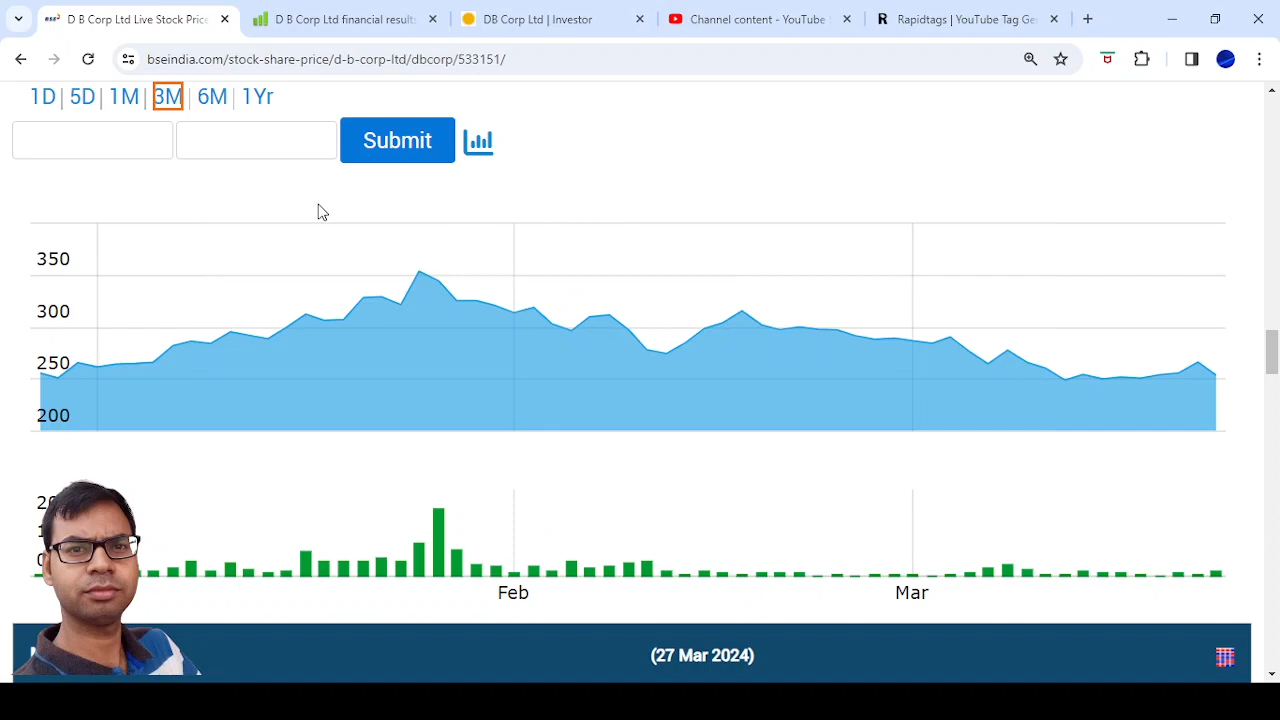 D B Corp Ltd Live Stock Price
D B Corp Ltd financial results
DB Corp Ltd | Investor
Channel content - YouTube
Rapidtags | YouTube Tag Ge
bseindia.com/stock-share-price/d-b-corp-ltd/dbcorp/533151/
1D | 5D | 1M | 3M | 6M | 1Yr
Submit
350
300
250
200
Feb
Mar
(27 Mar 2024)